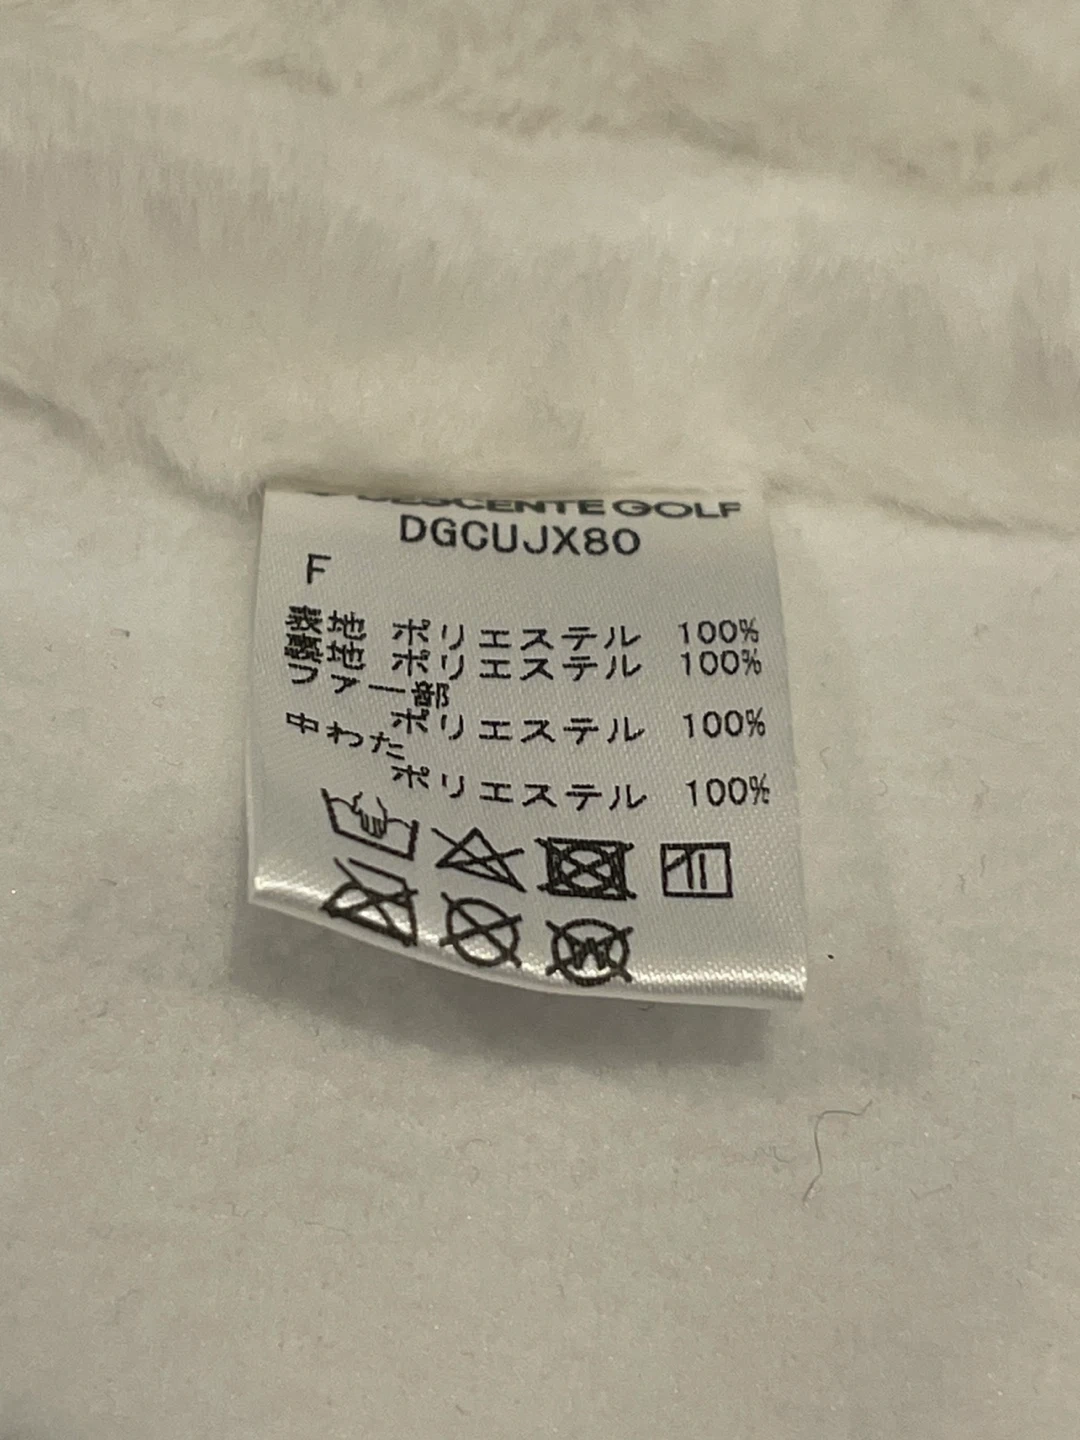 DESCENTE GOLF
DGCUJX80
F
表地 ポリエステル 100%
裏地 ポリエステル 100%
ファー部
ポリエステル 100%
中わた
ポリエステル 100%